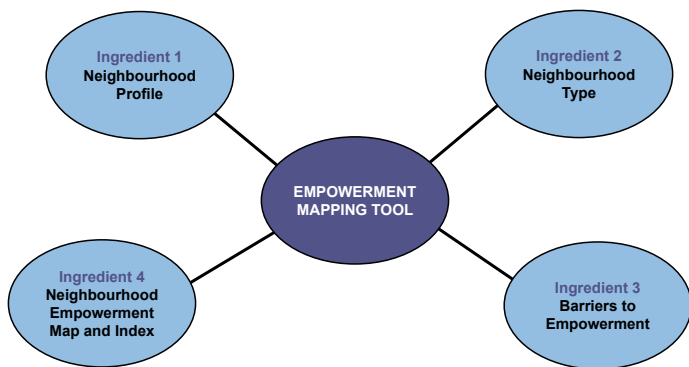 Ingredient 1
Neighbourhood
Profile
Ingredient 2
Neighbourhood
Type
EMPOWERMENT
MAPPING TOOL
Ingredient 4
Neighbourhood
Empowerment
Map and Index
Ingredient 3
Barriers to
Empowerment